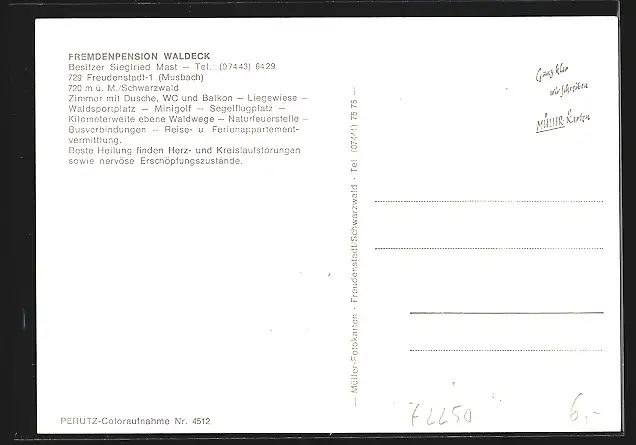 FREMDENPENSION WALDECK
Besitzer Siegfried Mast — Tel. (07443) 6429
729 Freudenstadt-1 (Musbach)
720 m ü. M./Schwarzwald
Zimmer mit Dusche, WC und Balkon — Liegewiese —
Waldsportplatz — Minigolf — Segelflugplatz —
Kilometerweite ebene Waldwege — Naturfeuerstelle —
Busverbindungen — Reise- u. Ferienappartement-
vermittlung.
Beste Heilung finden Herz- und Kreislaufstörungen
sowie nervöse Erschöpfungszustände.
PERUTZ-Coloraufnahme Nr. 4512
— Müller-Fotokarten · Freudenstadt/Schwarzwald · Tel. (07441) 75 75 —
Ganz klar
wir schreiben
MÜLLER-Karten
6,-